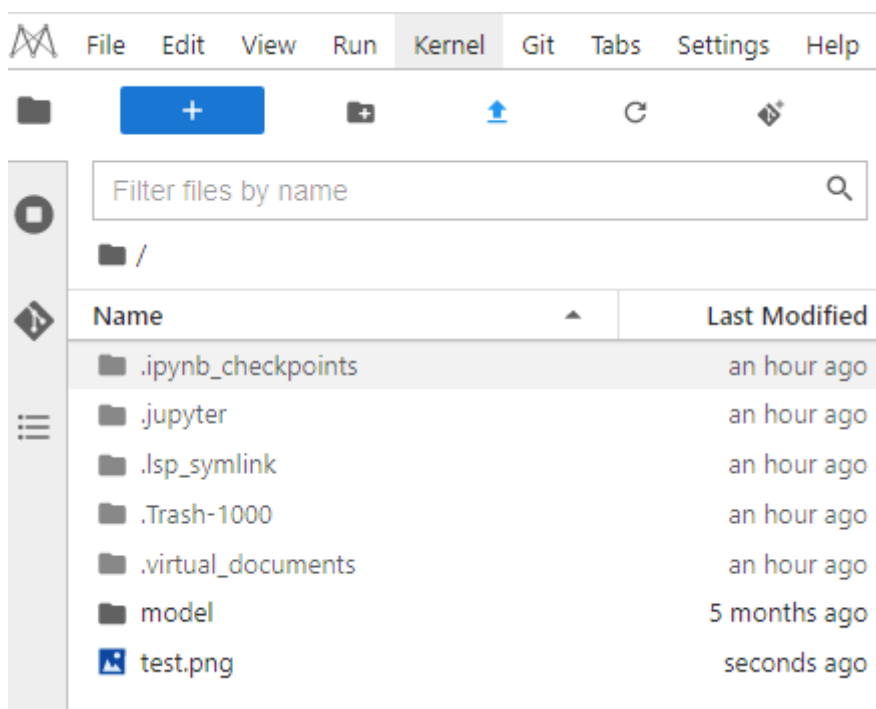 File Edit View Run Kernel Git Tabs Settings Help
+
Filter files by name
/
Name Last Modified
.ipynb_checkpoints an hour ago
.jupyter an hour ago
.lsp_symlink an hour ago
.Trash-1000 an hour ago
.virtual_documents an hour ago
model 5 months ago
test.png seconds ago